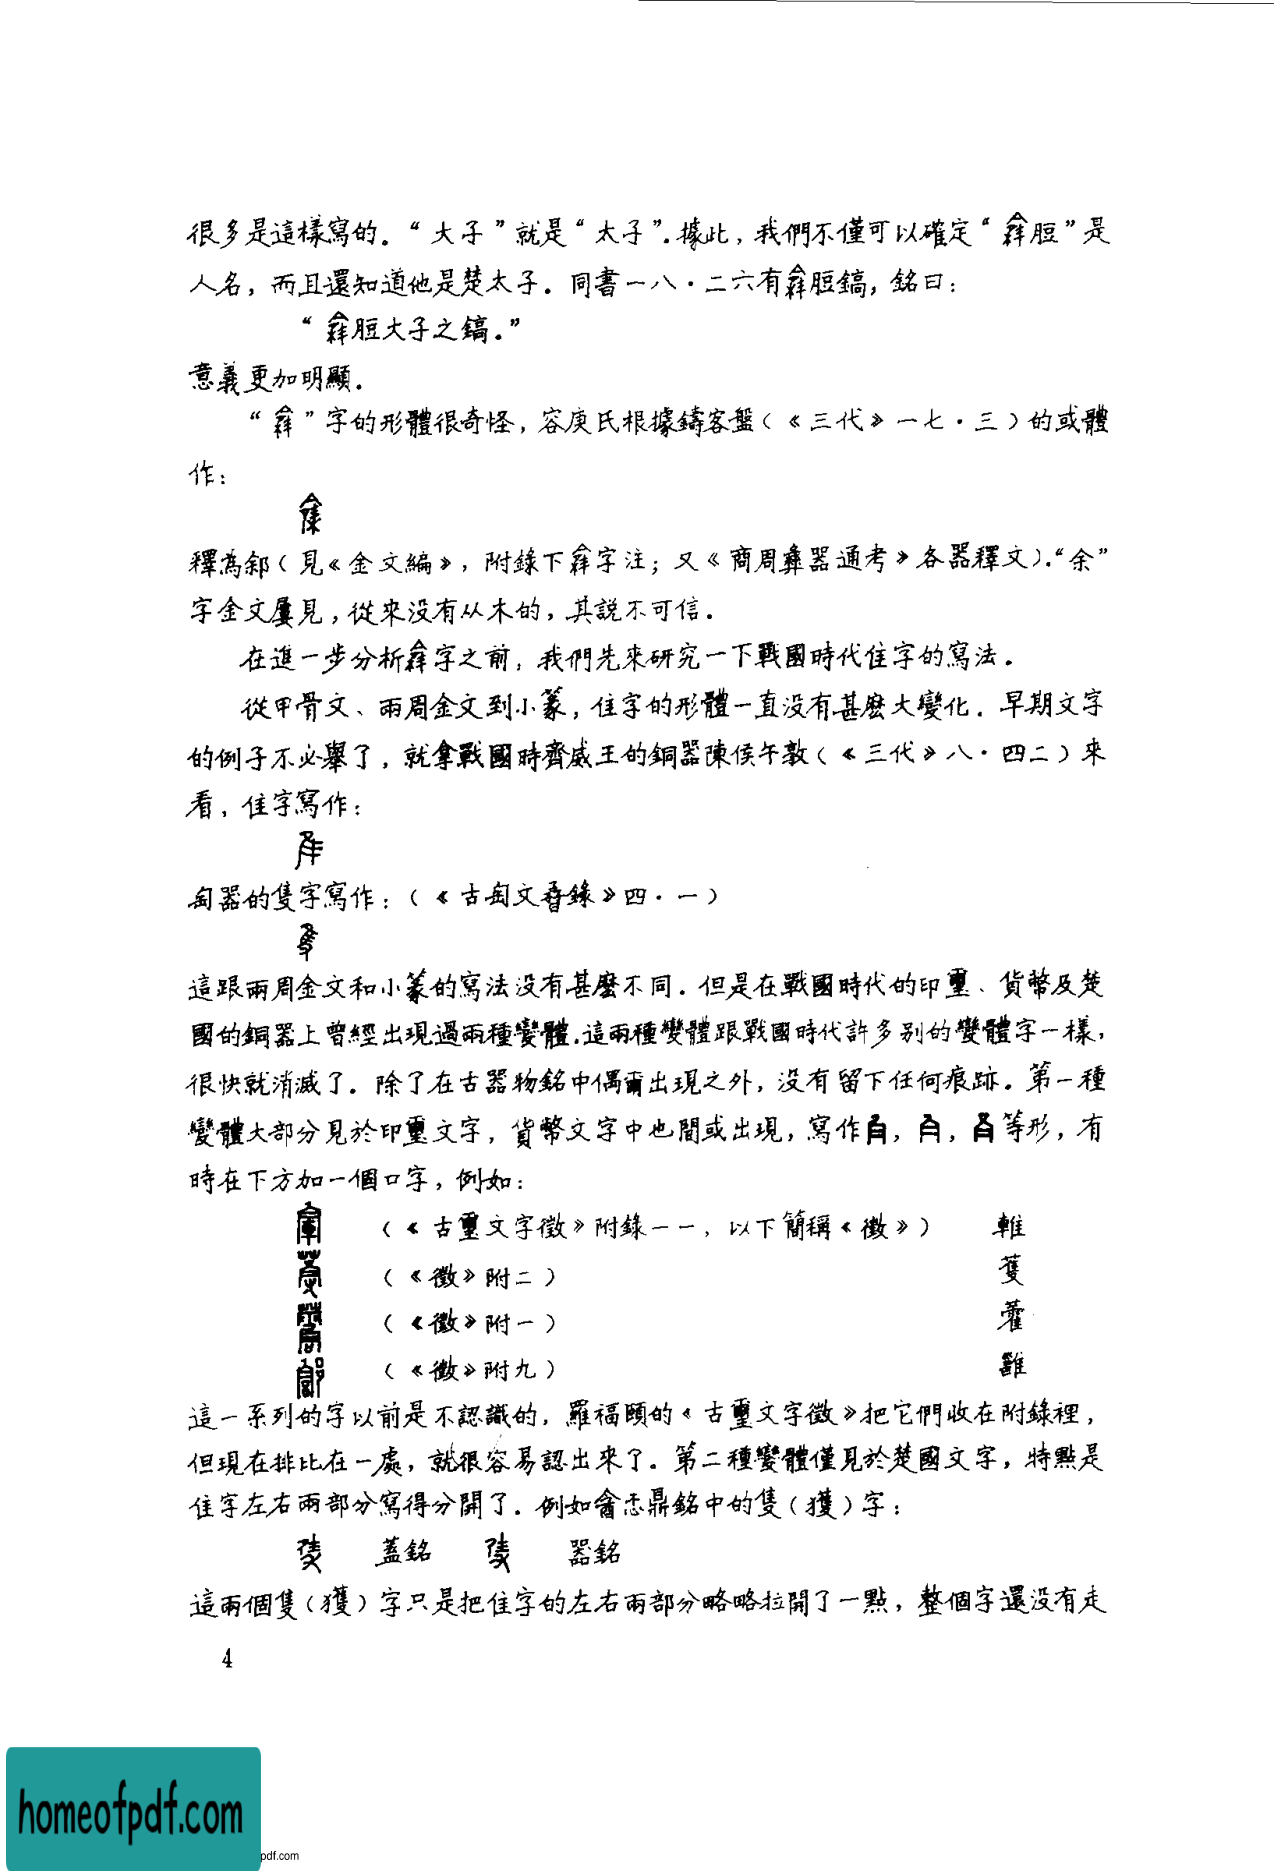 很多是這樣寫的。“大子”就是“太子”。據此，我們不僅可以確定“脰”是
人名，而且還知道他是楚太子。同書一八·二六有脰鎬，銘曰：
“脰大子之鎬。”
意義更加明顯。
“”字的形體很奇怪，容庚氏根據鑄客盤（《三代》一七·三）的或體
作：
釋為䣄（見《金文編》，附錄下字注；又《商周彝器通考》各器釋文）。“余”
字金文屢見，從來没有从木的，其説不可信。
在進一步分析字之前，我們先來研究一下戰國時代隹字的寫法。
從甲骨文、兩周金文到小篆，隹字的形體一直没有甚麽大變化。早期文字
的例子不必舉了，就拿戰國時齊威王的銅器陳侯午敦（《三代》八·四二）來
看，隹字寫作：
匋器的隻字寫作：（《古匋文孴錄》四·一）
這跟兩周金文和小篆的寫法没有甚麽不同。但是在戰國時代的印璽、貨幣及楚
國的銅器上曾經出現過兩種變體。這兩種變體跟戰國時代許多别的變體字一樣，
很快就消滅了。除了在古器物銘中偶爾出現之外，没有留下任何痕跡。第一種
變體大部分見於印璽文字，貨幣文字中也間或出現，寫作，，等形，有
時在下方加一個口字，例如：
（《古璽文字徵》附錄一一，以下簡稱《徵》） 雗
（《徵》附二） 蒦
（《徵》附一） 雚
（《徵》附九） 雝
這一系列的字以前是不認識的，羅福頤的《古璽文字徵》把它們收在附錄裡，
但現在排比在一處，就很容易認出來了。第二種變體僅見於楚國文字，特點是
隹字左右兩部分寫得分開了。例如酓忎鼎銘中的隻（獲）字：
蓋銘 器銘
這兩個隻（獲）字只是把隹字的左右兩部分略略拉開了一點，整個字還没有走
4
homeofpdf.com
pdf.com